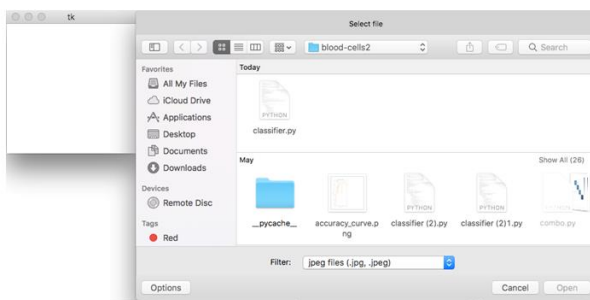 tk
Select file
blood-cells2
Search
Favorites
All My Files
iCloud Drive
Applications
Desktop
Documents
Downloads
Devices
Remote Disc
Tags
Red
Today
PYTHON
classifier.py
May
Show All (26)
PYTHON
PYTHON
__pycache__
accuracy_curve.p
ng
classifier (2).py
classifier (2)1.py
combo.py
Filter:
jpeg files (.jpg, .jpeg)
Options
Cancel
Open